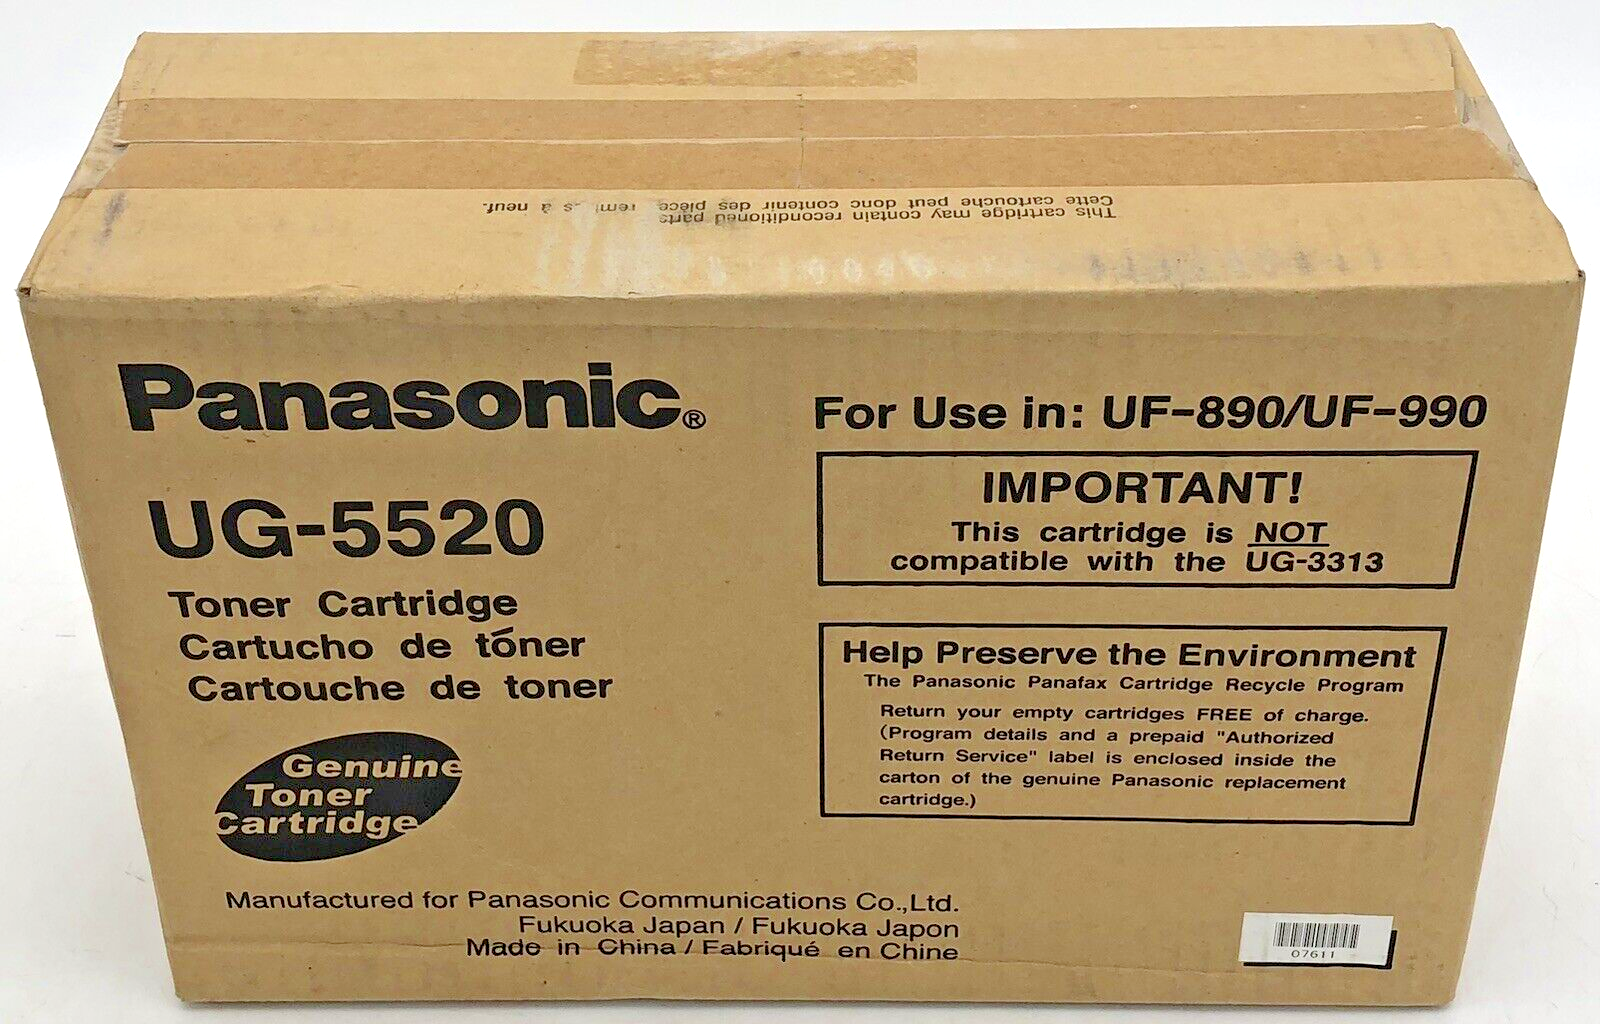 This cartridge may contain reconditioned parts
Cette cartouche peut donc contenir des pièce à neuf.
Panasonic®
UG-5520
Toner Cartridge
Cartucho de tóner
Cartouche de toner
Genuine
Toner
Cartridge
For Use in: UF-890/UF-990
IMPORTANT!
This cartridge is NOT
compatible with the UG-3313
Help Preserve the Environment
The Panasonic Panafax Cartridge Recycle Program
Return your empty cartridges FREE of charge.
(Program details and a prepaid "Authorized
Return Service" label is enclosed inside the
carton of the genuine Panasonic replacement
cartridge.)
Manufactured for Panasonic Communications Co.,Ltd.
Fukuoka Japan / Fukuoka Japon
Made in China / Fabriqué en Chine
07611